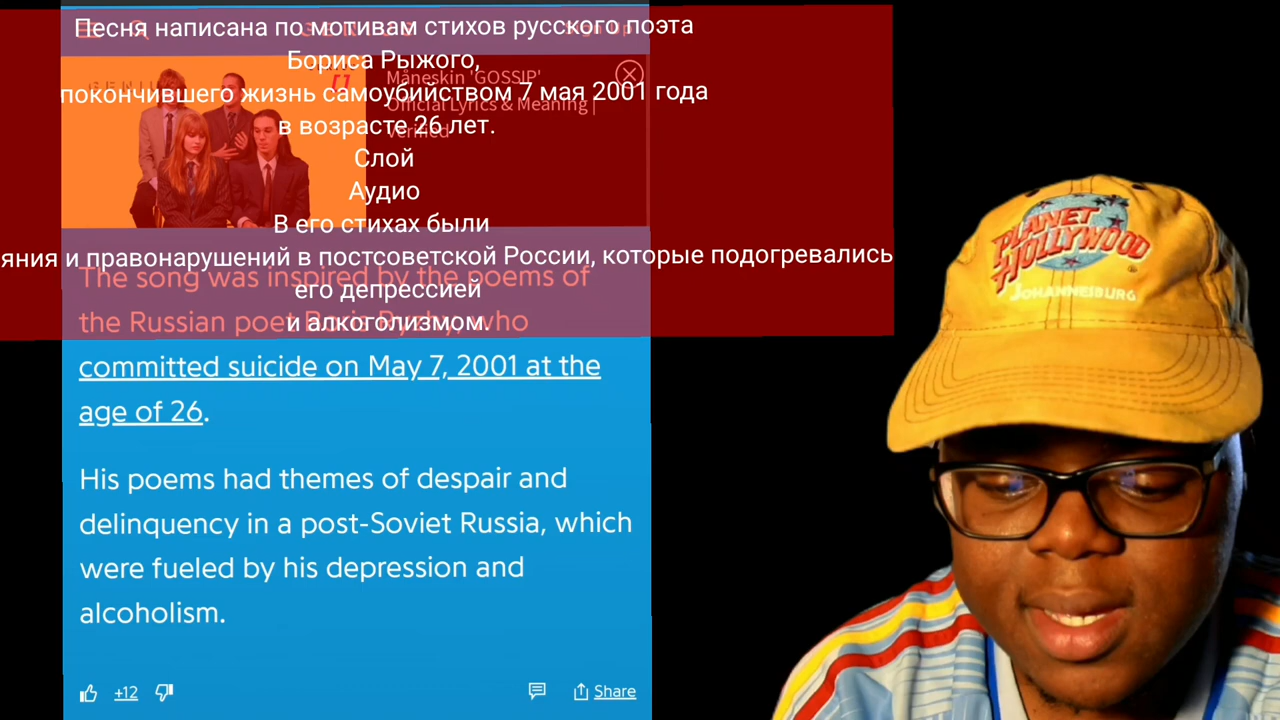 Песня написана по мотивам стихов русского поэта
Бориса Рыжого,
покончившего жизнь самоубийством 7 мая 2001 года
в возрасте 26 лет.
Слой
Аудио
В его стихах были
яния и правонарушений в постсоветской России, которые подогревались
его депрессией
и алкоголизмом.
Måneskin 'GOSSIP'
Official Lyrics & Meaning |
Verified
The song was inspired by the poems of
the Russian poet Boris Ryzhy, who
committed suicide on May 7, 2001 at the
age of 26.
His poems had themes of despair and
delinquency in a post-Soviet Russia, which
were fueled by his depression and
alcoholism.
+12
Share
PLANET
HOLLYWOOD
JOHANNESBURG